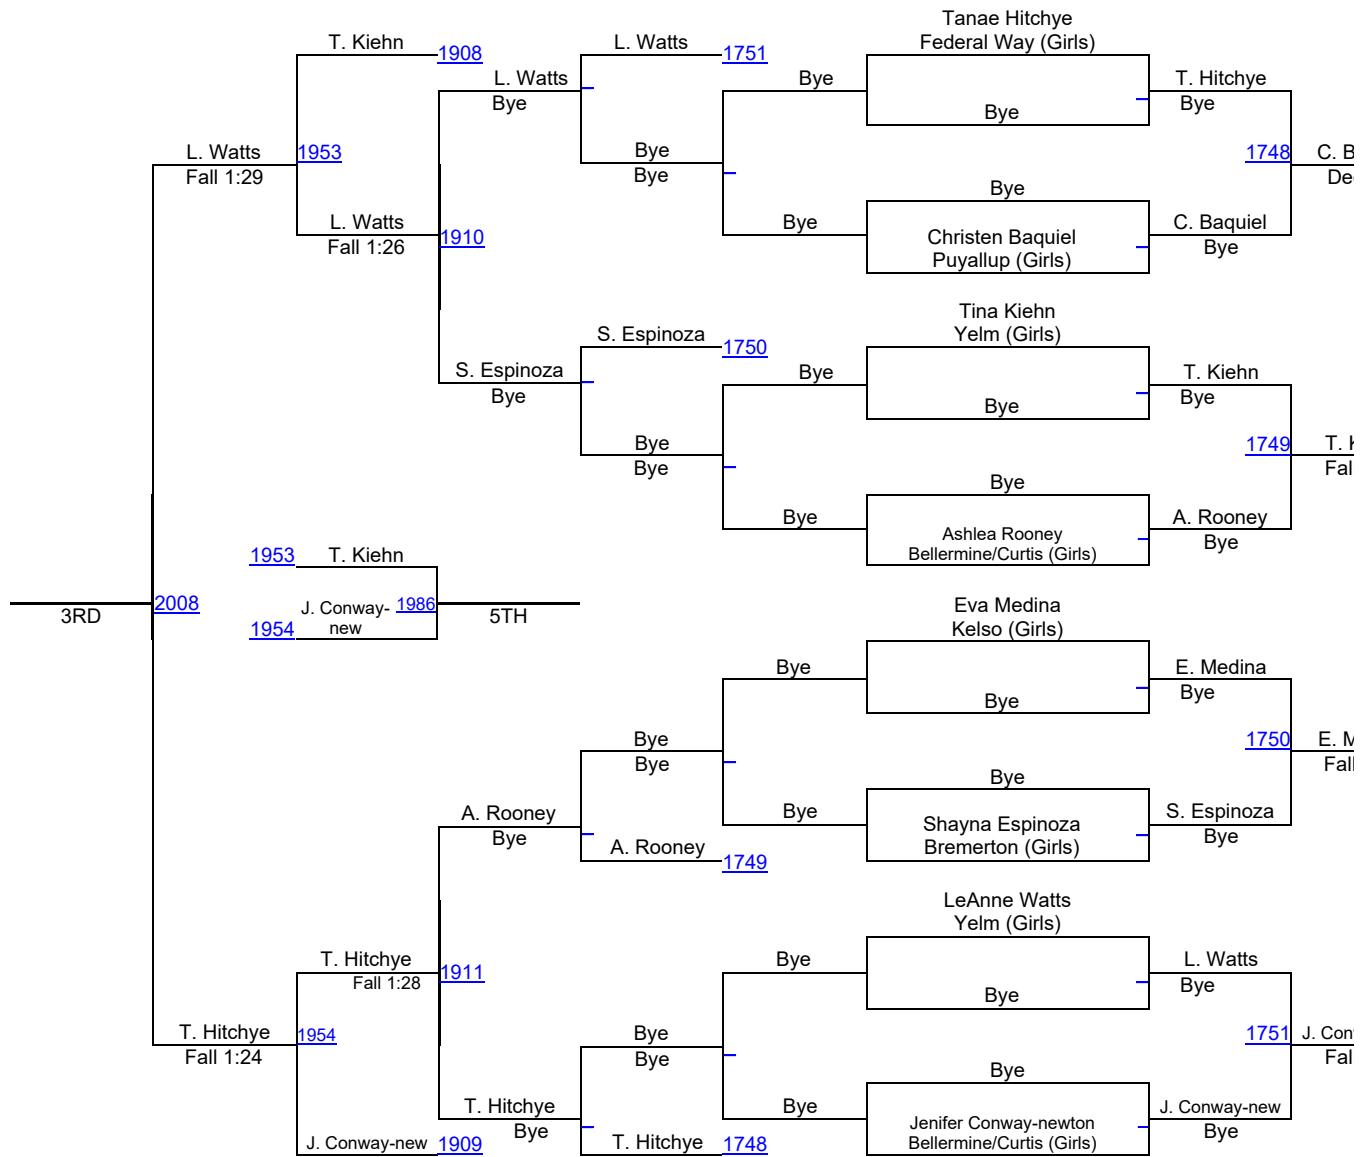 Tanae Hitchye
Federal Way (Girls)
T. Kiehn
1908
L. Watts
1751
L. Watts
Bye
Bye
T. Hitchye
Bye
Bye
L. Watts
Fall 1:29
1953
Bye
Bye
1748
C. B
De
Bye
L. Watts
Fall 1:26
1910
Bye
Christen Baquiel
Puyallup (Girls)
C. Baquiel
Bye
Tina Kiehn
Yelm (Girls)
S. Espinoza
1750
S. Espinoza
Bye
Bye
T. Kiehn
Bye
Bye
Bye
Bye
1749
T. K
Fal
Bye
Bye
Ashlea Rooney
Bellermine/Curtis (Girls)
A. Rooney
Bye
1953
T. Kiehn
3RD
2008
J. Conway-
new
1986
5TH
1954
Eva Medina
Kelso (Girls)
Bye
E. Medina
Bye
Bye
Bye
Bye
1750
E. M
Fall
Bye
A. Rooney
Bye
Bye
Shayna Espinoza
Bremerton (Girls)
S. Espinoza
Bye
A. Rooney
1749
LeAnne Watts
Yelm (Girls)
T. Hitchye
Fall 1:28
1911
Bye
L. Watts
Bye
Bye
T. Hitchye
Fall 1:24
1954
Bye
Bye
1751
J. Con
Fal
Bye
T. Hitchye
Bye
Bye
Jenifer Conway-newton
Bellermine/Curtis (Girls)
J. Conway-new
Bye
J. Conway-new
1909
T. Hitchye
1748